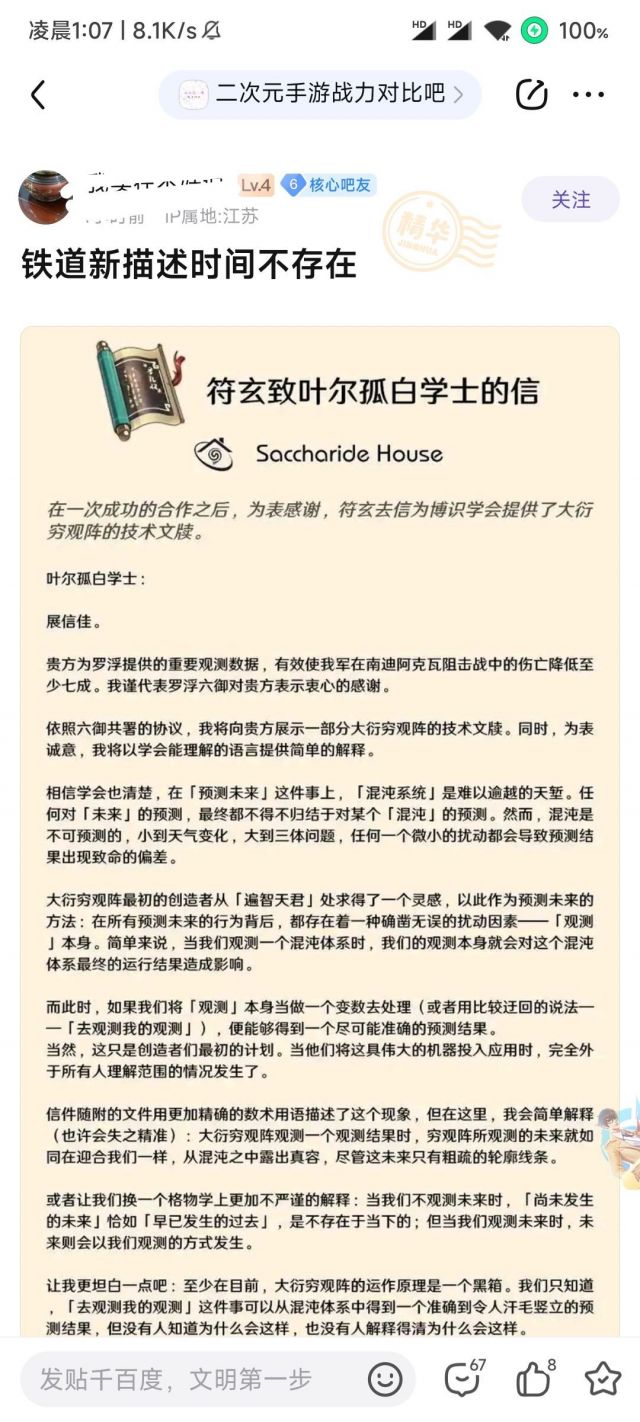 凌晨1:07 | 8.1K/s
HD HD 100%
二次元手游战力对比吧
Lv.4 6 核心吧友
IP属地:江苏
关注
精华
JINGHUA
铁道新描述时间不存在
符玄致叶尔孤白学士的信
Saccharide House
在一次成功的合作之后，为表感谢，符玄去信为博识学会提供了大衍
穷观阵的技术文牍。
叶尔孤白学士：
展信佳。
贵方为罗浮提供的重要观测数据，有效使我军在南迪阿克瓦阻击战中的伤亡降低至
少七成。我谨代表罗浮六御对贵方表示衷心的感谢。
依照六御共署的协议，我将向贵方展示一部分大衍穷观阵的技术文牍。同时，为表
诚意，我将以学会能理解的语言提供简单的解释。
相信学会也清楚，在「预测未来」这件事上，「混沌系统」是难以逾越的天堑。任
何对「未来」的预测，最终都不得不归结于对某个「混沌」的预测。然而，混沌是
不可预测的，小到天气变化，大到三体问题，任何一个微小的扰动都会导致预测结
果出现致命的偏差。
大衍穷观阵最初的创造者从「遍智天君」处求得了一个灵感，以此作为预测未来的
方法：在所有预测未来的行为背后，都存在着一种确凿无误的扰动因素——「观测
」本身。简单来说，当我们观测一个混沌体系时，我们的观测本身就会对这个混沌
体系最终的运行结果造成影响。
而此时，如果我们将「观测」本身当做一个变数去处理（或者用比较迂回的说法—
—「去观测我的观测」），便能够得到一个尽可能准确的预测结果。
当然，这只是创造者们最初的计划。当他们将这具伟大的机器投入应用时，完全外
于所有人理解范围的情况发生了。
信件随附的文件用更加精确的数术用语描述了这个现象，但在这里，我会简单解释
（也许会失之精准）：大衍穷观阵观测一个观测结果时，穷观阵所观测的未来就如
同在迎合我们一样，从混沌之中露出真容，尽管这未来只有粗疏的轮廓线条。
或者让我们换一个格物学上更加不严谨的解释：当我们不观测未来时，「尚未发生
的未来」恰如「早已发生的过去」，是不存在于当下的；但当我们观测未来时，未
来则会以我们观测的方式发生。
让我更坦白一点吧：至少在目前，大衍穷观阵的运作原理是一个黑箱。我们只知道
，「去观测我的观测」这件事可以从混沌体系中得到一个准确到令人汗毛竖立的预
测结果，但没有人知道为什么会这样，也没有人解释得清为什么会这样。
发贴千百度，文明第一步
67
8